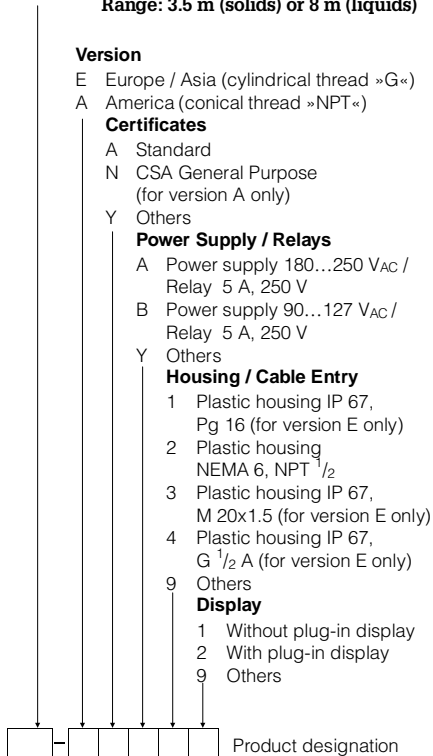 Range: 3.5 m (solids) or 8 m (liquids)
Version
E Europe / Asia (cylindrical thread »G«)
A America (conical thread »NPT«)
Certificates
A Standard
N CSA General Purpose
(for version A only)
Y Others
Power Supply / Relays
A Power supply 180…250 VAC /
Relay 5 A, 250 V
B Power supply 90…127 VAC /
Relay 5 A, 250 V
Y Others
Housing / Cable Entry
1 Plastic housing IP 67,
Pg 16 (for version E only)
2 Plastic housing
NEMA 6, NPT 1/2
3 Plastic housing IP 67,
M 20x1.5 (for version E only)
4 Plastic housing IP 67,
G 1/2 A (for version E only)
9 Others
Display
1 Without plug-in display
2 With plug-in display
9 Others
Product designation